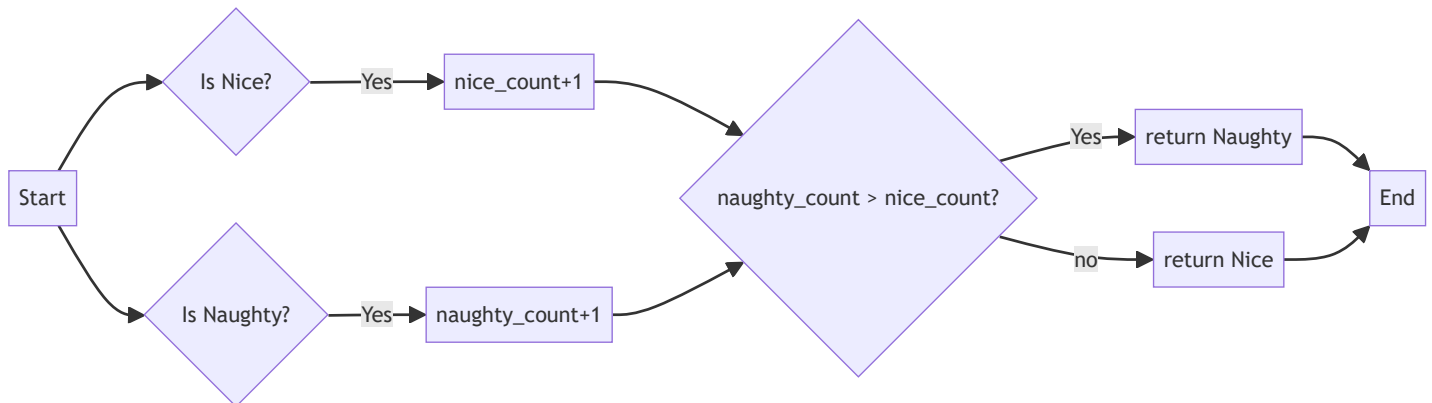 Start
Is Nice?
Yes
nice_count+1
Is Naughty?
Yes
naughty_count+1
naughty_count > nice_count?
Yes
return Naughty
no
return Nice
End